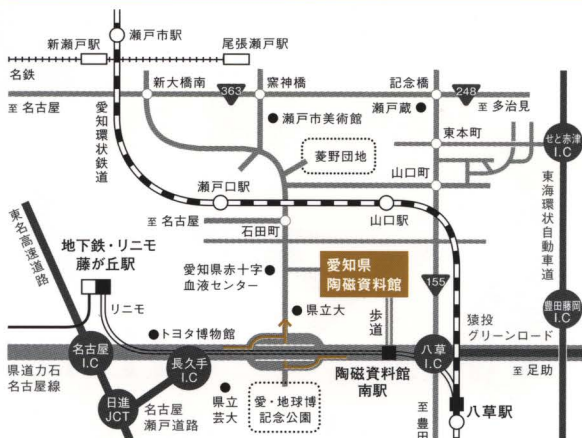 瀬戸市駅
新瀬戸駅
尾張瀬戸駅
名鉄
新大橋南
窯神橋
記念橋
363
248
至 名古屋
瀬戸蔵
至 多治見
愛知環状鉄道
瀬戸市美術館
東本町
せと赤津
I.C
菱野団地
山口町
東海環状自動車道
瀬戸口駅
山口駅
至 名古屋
石田町
東名高速道路
地下鉄・リニモ
藤が丘駅
愛知県赤十字
血液センター
愛知県
陶磁資料館
155
豊田藤岡
I.C
リニモ
県立大
歩道
猿投
グリーンロード
トヨタ博物館
名古屋
I.C
長久手
I.C
八草
I.C
県道力石
名古屋線
陶磁資料館
南駅
至 足助
日進
JCT
名古屋
瀬戸道路
県立
芸大
愛・地球博
記念公園
至 豊田
八草駅